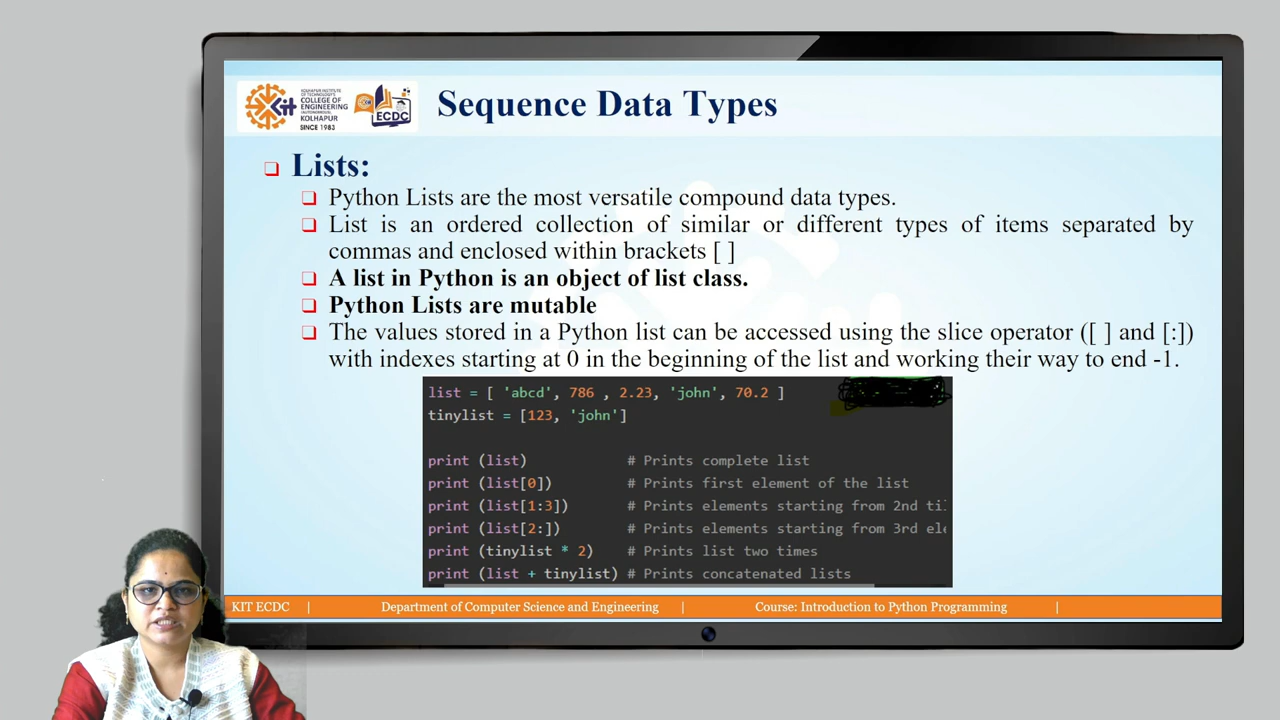 KOLHAPUR INSTITUTE
OF TECHNOLOGY'S
COLLEGE OF
ENGINEERING
(AUTONOMOUS)
KOLHAPUR
SINCE 1983
Kit
ECDC
Sequence Data Types
Lists:
Python Lists are the most versatile compound data types.
List is an ordered collection of similar or different types of items separated by
commas and enclosed within brackets [ ]
A list in Python is an object of list class.
Python Lists are mutable
The values stored in a Python list can be accessed using the slice operator ([ ] and [:])
with indexes starting at 0 in the beginning of the list and working their way to end -1.
list = [ 'abcd', 786 , 2.23, 'john', 70.2 ]
tinylist = [123, 'john']
print (list) # Prints complete list
print (list[0]) # Prints first element of the list
print (list[1:3]) # Prints elements starting from 2nd ti
print (list[2:]) # Prints elements starting from 3rd ele
print (tinylist * 2) # Prints list two times
print (list + tinylist) # Prints concatenated lists
KIT ECDC | Department of Computer Science and Engineering | Course: Introduction to Python Programming |